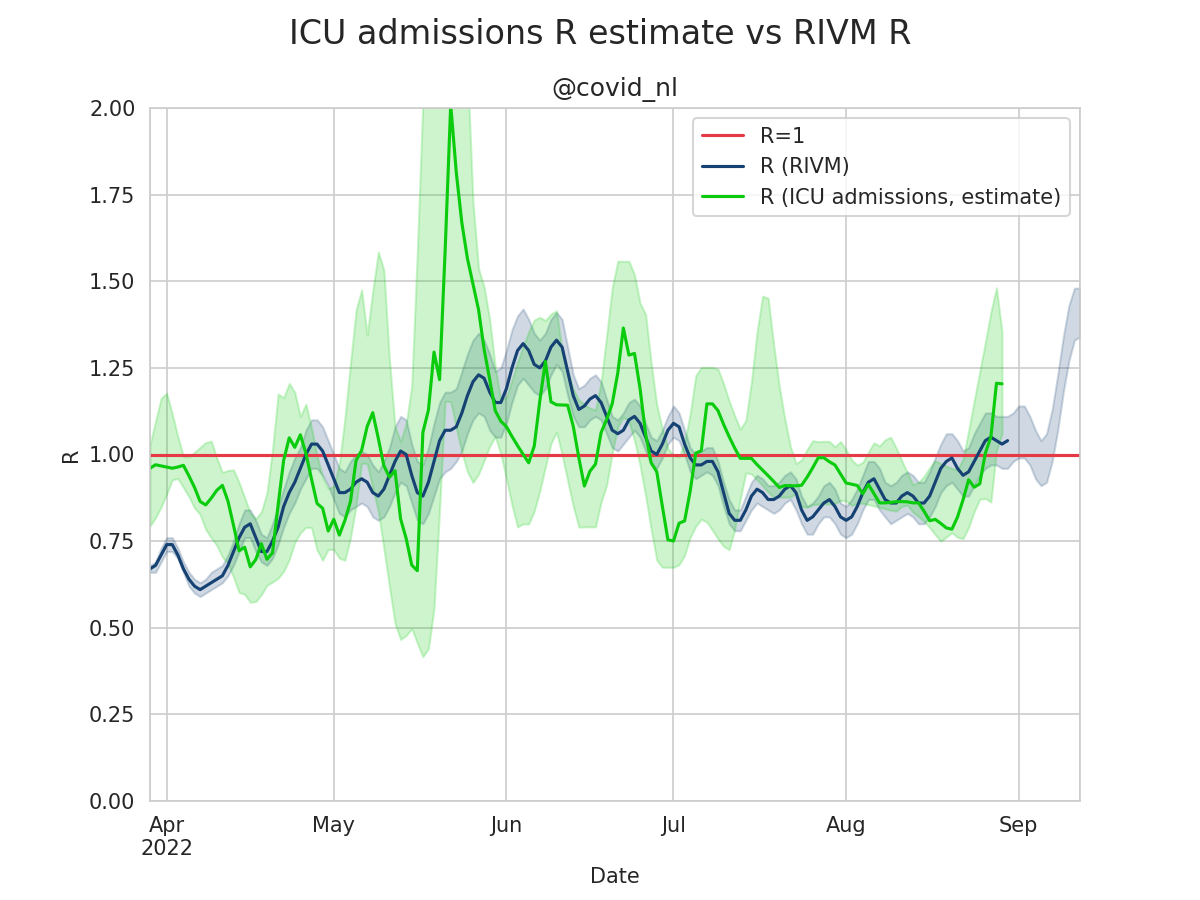 ICU admissions R estimate vs RIVM R
@covid_nl
R=1
R (RIVM)
R (ICU admissions, estimate)
2.00
1.75
1.50
1.25
1.00
0.75
0.50
0.25
0.00
R
Apr May Jun Jul Aug Sep
2022
Date